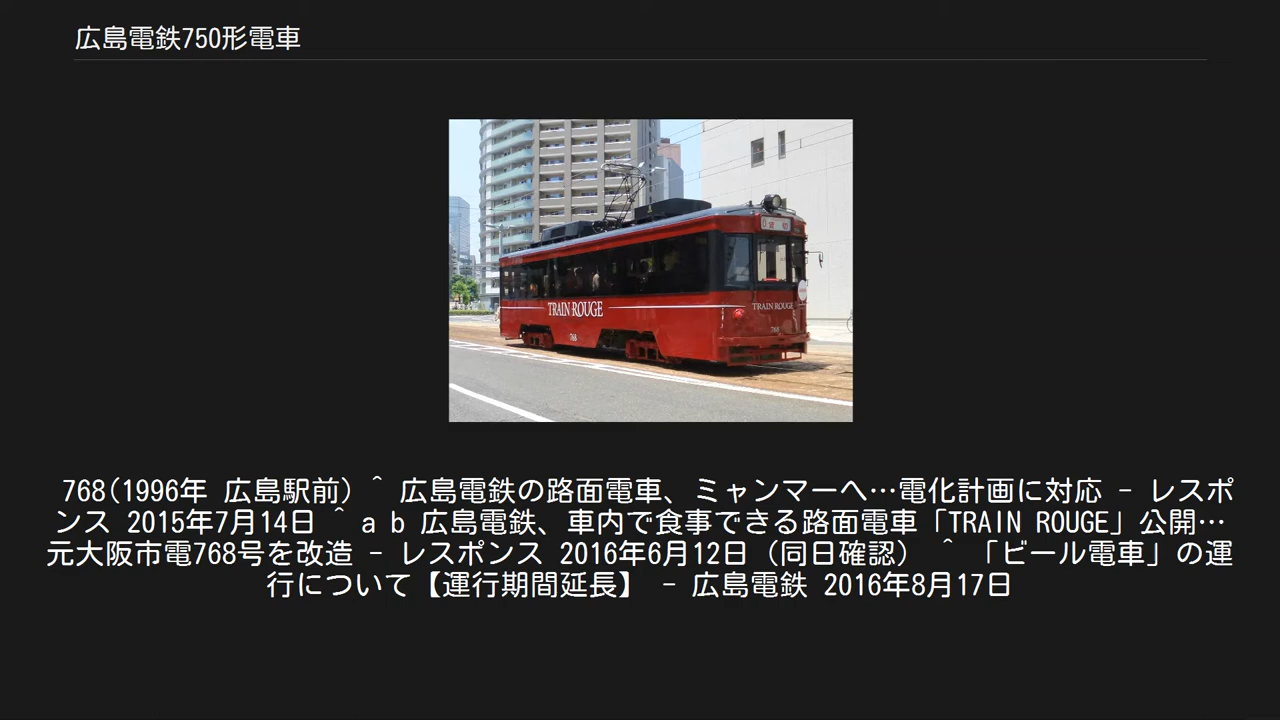 広島電鉄750形電車
TRAIN ROUGE
768
TRAIN ROUGE
768
768(1996年 広島駅前) ^ 広島電鉄の路面電車、ミャンマーへ…電化計画に対応 - レスポ
ンス 2015年7月14日 ^ a b 広島電鉄、車内で食事できる路面電車「TRAIN ROUGE」公開…
元大阪市電768号を改造 - レスポンス 2016年6月12日（同日確認） ^ 「ビール電車」の運
行について【運行期間延長】 - 広島電鉄 2016年8月17日